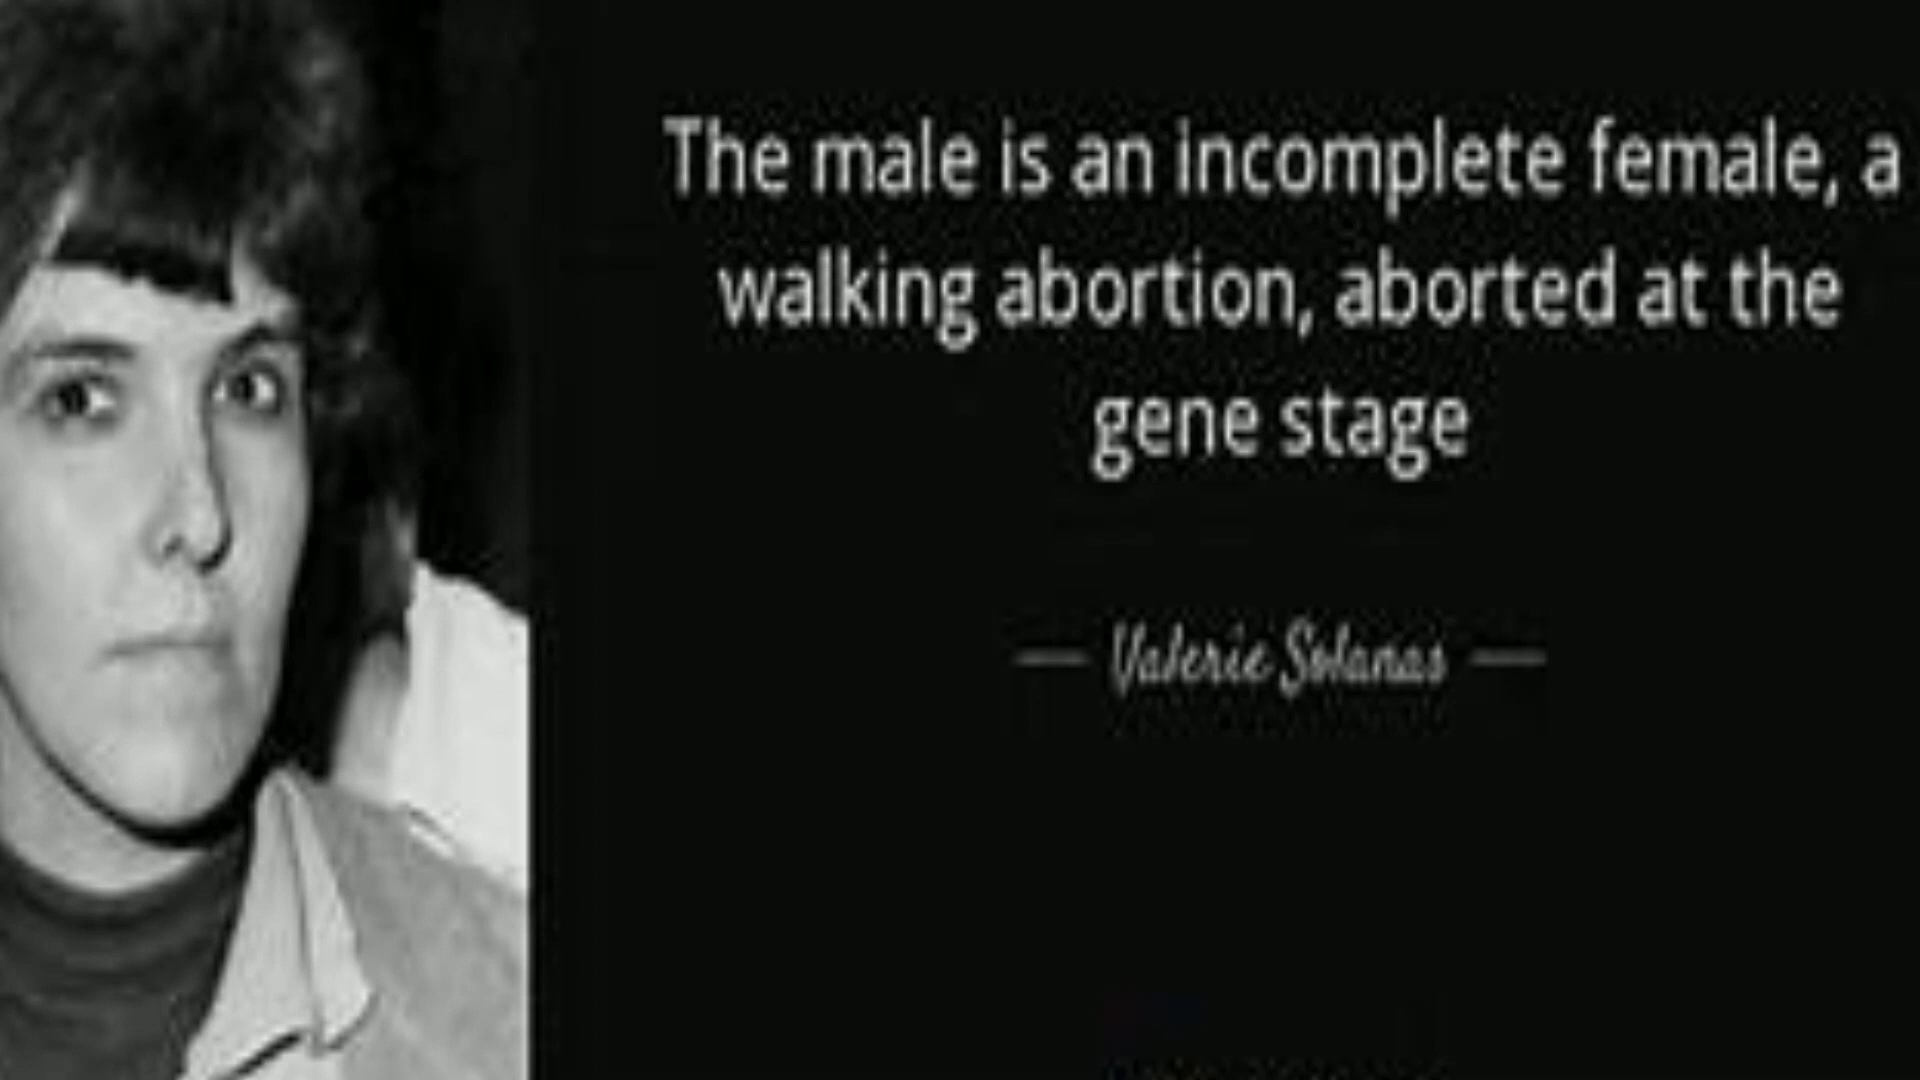 The male is an incomplete female, a
walking abortion, aborted at the
gene stage
— Valerie Solanas —